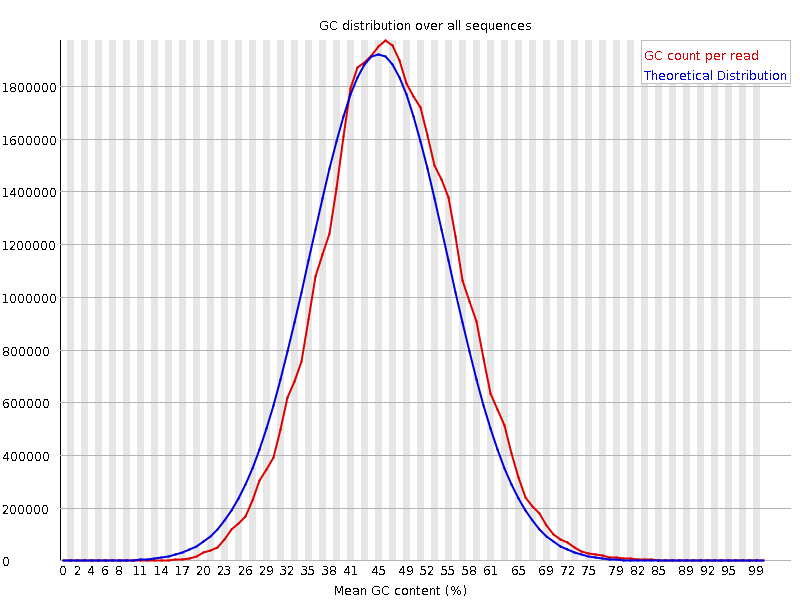 GC distribution over all sequences
GC count per read
Theoretical Distribution
1800000
1600000
1400000
1200000
1000000
800000
600000
400000
200000
0
0 2 4 6 8 11 14 17 20 23 26 29 32 35 38 41 45 49 52 55 58 61 65 69 72 75 79 82 85 89 92 95 99
Mean GC content (%)